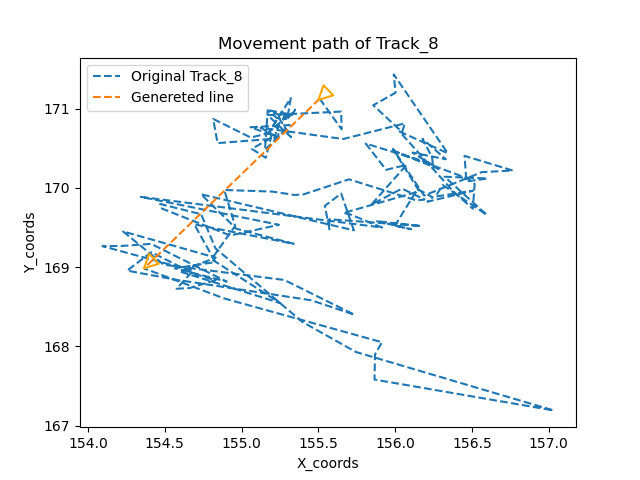 Movement path of Track_8
Original Track_8
Genereted line
Y_coords
171
170
169
168
167
154.0 154.5 155.0 155.5 156.0 156.5 157.0
X_coords